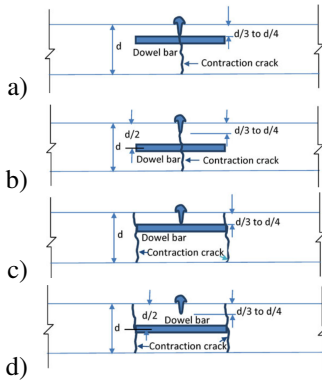 d
d/3 to d/4
Dowel bar
Contraction crack
a)
d/2
d/3 to d/4
d
Dowel bar
Contraction crack
b)
d
d/3 to d/4
Dowel bar
Contraction crack
c)
d/2
d/3 to d/4
Dowel bar
d
Contraction crack
d)